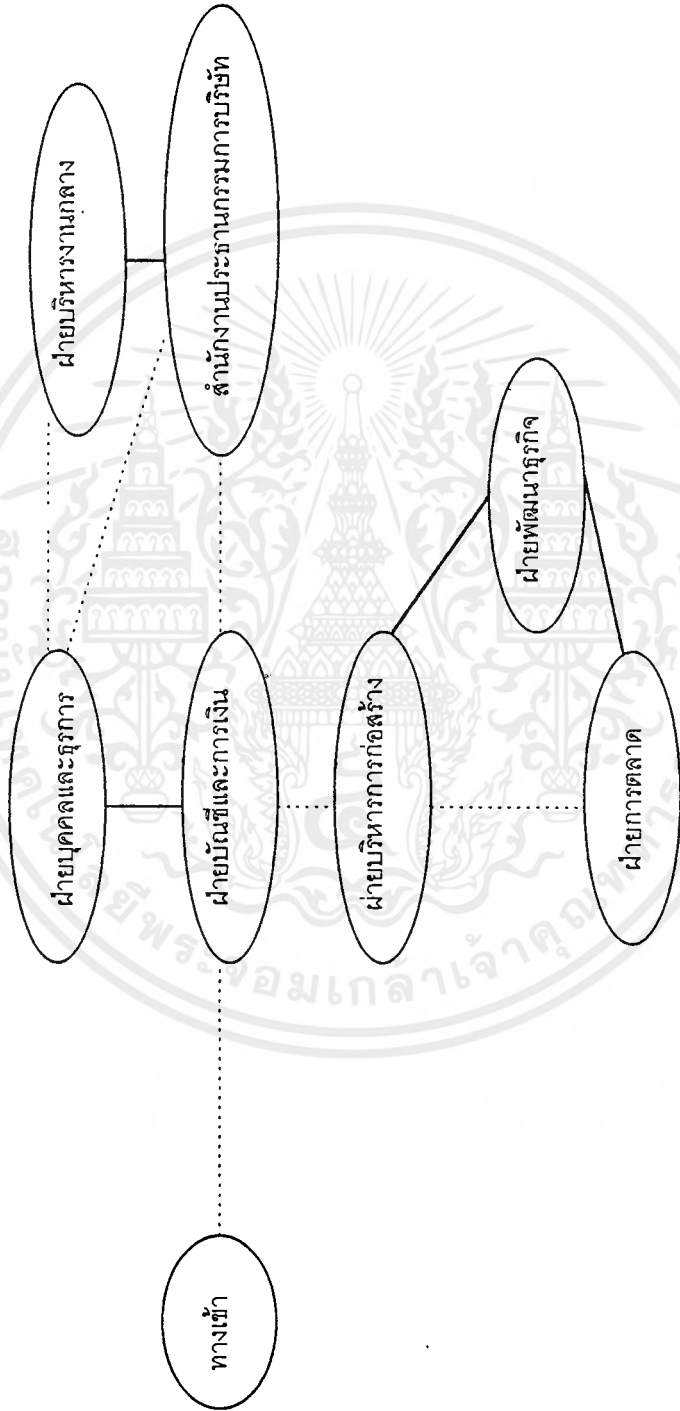 ฝ่ายบริหารงานกลาง
สำนักงานประธานกรรมการบริษัท
ฝ่ายพัฒนาธุรกิจ
ฝ่ายบุคคลและธุรการ
ฝ่ายบัญชีและการเงิน
ผ่ายบริหารการก่อสร้าง
ฝ่ายการตลาด
ทางเข้า